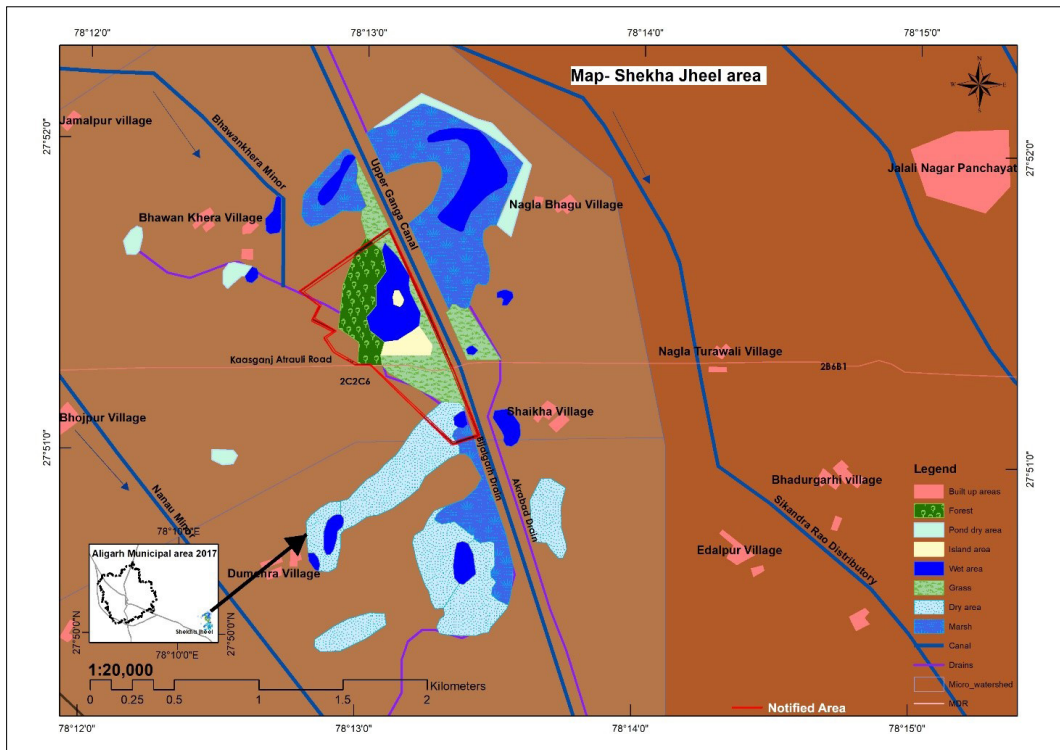 78°12'0" 78°13'0" 78°14'0" 78°15'0"
Map- Shekha Jheel area
N
W E
S
27°52'0"
27°52'0"
Jamalpur village
Bhawankhera Minor
Upper Ganga Canal
Jalali Nagar Panchayat
Bhawan Khera Village
Nagla Bhagu Village
Kaasganj Atrauli Road
Nagla Turawali Village
2B6B1
2C2C6
Bhojpur Village
Shaikha Village
27°51'0"
27°51'0"
Bijaigarh Drain
Akrabad Drain
Nanau Minor
Bhadurgarhi village
Edalpur Village
Sikandra Rao Distributory
Dumehra Village
78°10'0"E
Aligarh Municipal area 2017
Shekha Jheel
27°50'0"N
27°50'0"N
78°10'0"E
Legend
Built up areas
Forest
Pond dry area
Island area
Wet area
Grass
Dry area
Marsh
Canal
Drains
Micro_watershed
MDR
Notified Area
1:20,000
Kilometers
0 0.25 0.5 1 1.5 2
78°12'0" 78°13'0" 78°14'0" 78°15'0"